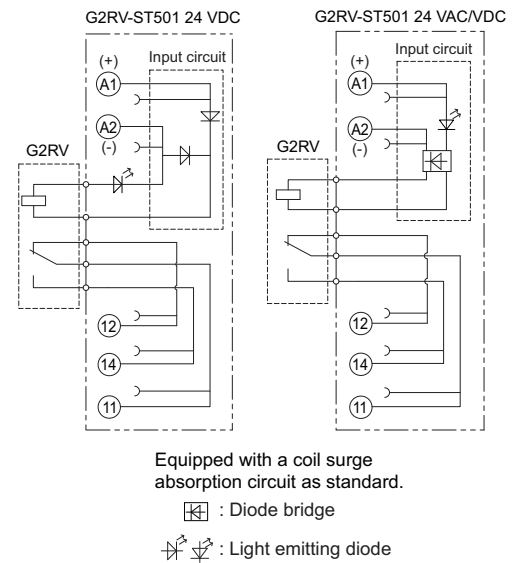 G2RV-ST501 24 VDC
(+)
Input circuit
A1
A2
(-)
G2RV
12
14
11
G2RV-ST501 24 VAC/VDC
(+)
Input circuit
A1
A2
(-)
G2RV
12
14
11
Equipped with a coil surge
absorption circuit as standard.
: Diode bridge
: Light emitting diode